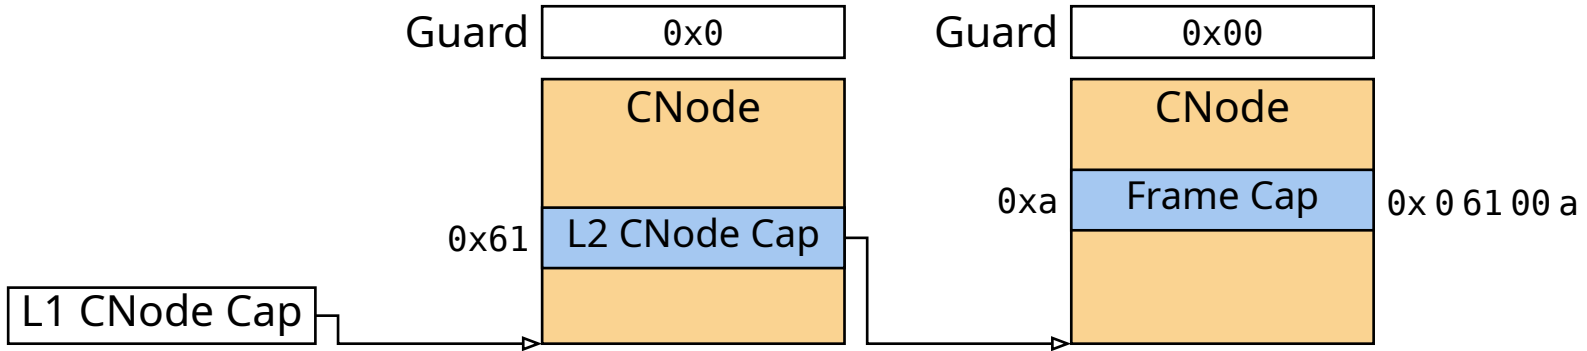 Guard 0x0
Guard 0x00
CNode
CNode
0xa Frame Cap 0x 0 61 00 a
0x61 L2 CNode Cap
L1 CNode Cap